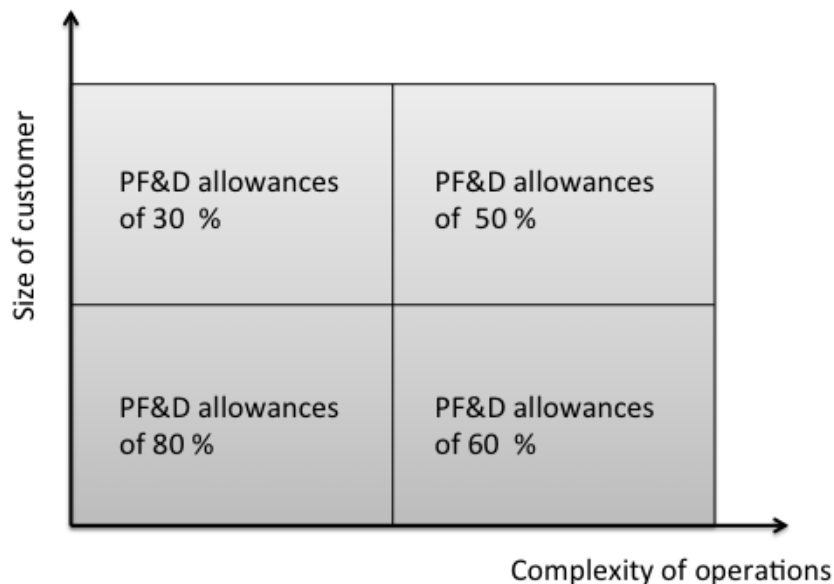 Size of customer
PF&D allowances
of 30 %
PF&D allowances
of 50 %
PF&D allowances
of 80 %
PF&D allowances
of 60 %
Complexity of operations